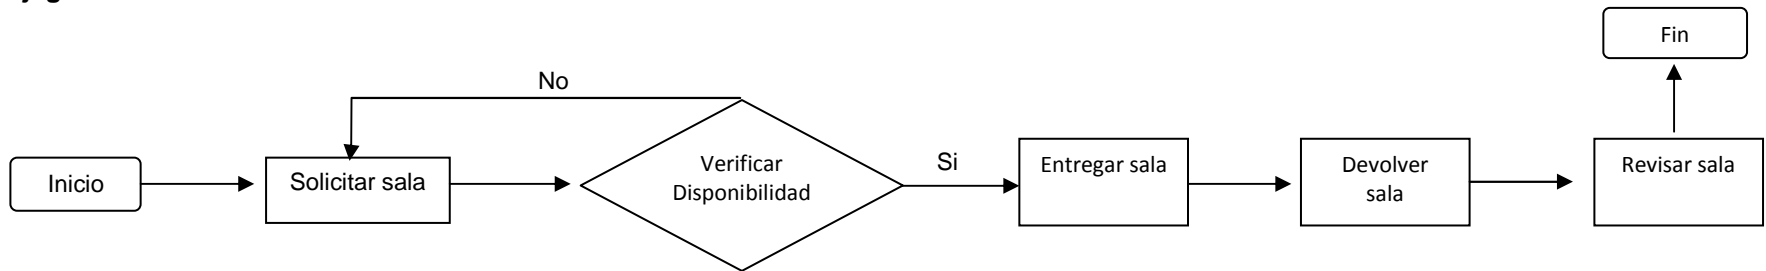 Inicio
Solicitar sala
No
Verificar
Disponibilidad
Si
Entregar sala
Devolver
sala
Revisar sala
Fin